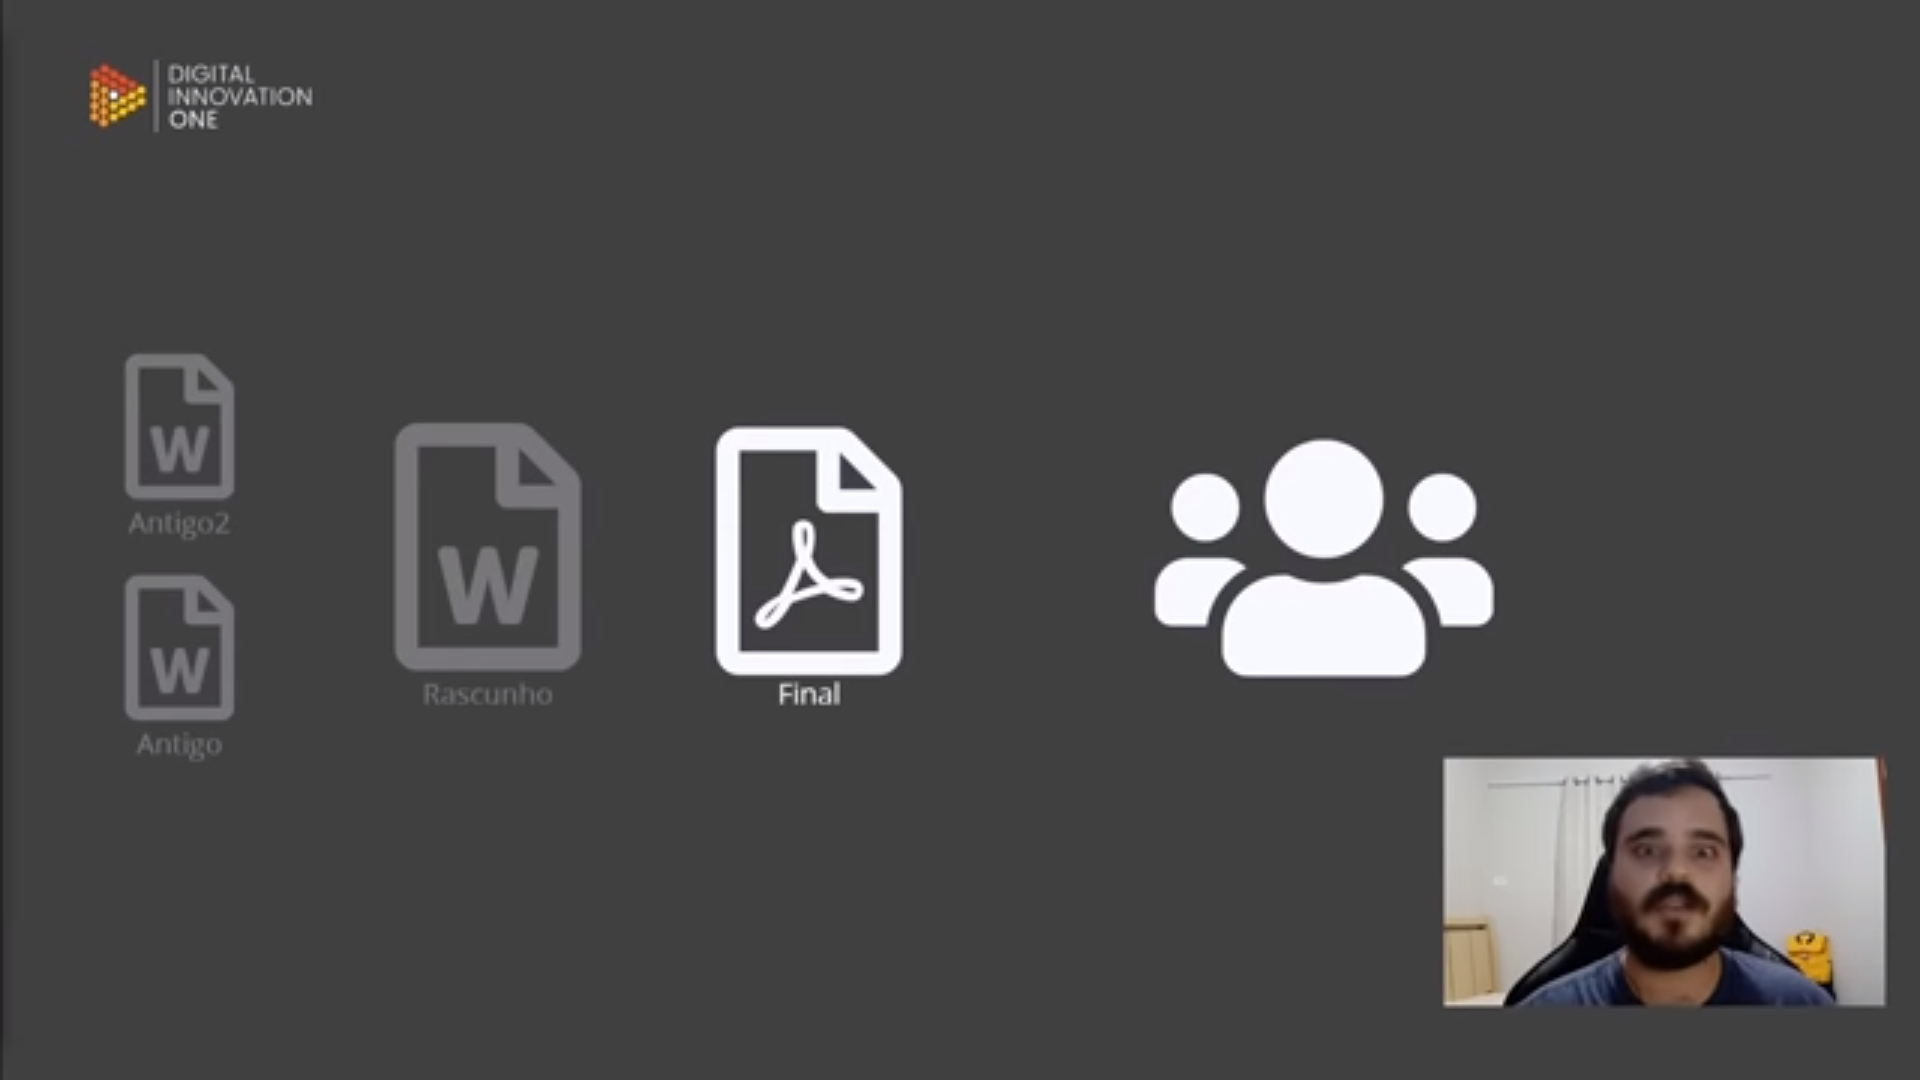 DIGITAL
INNOVATION
ONE
W
Antigo2
W
Antigo
W
Rascunho
Final